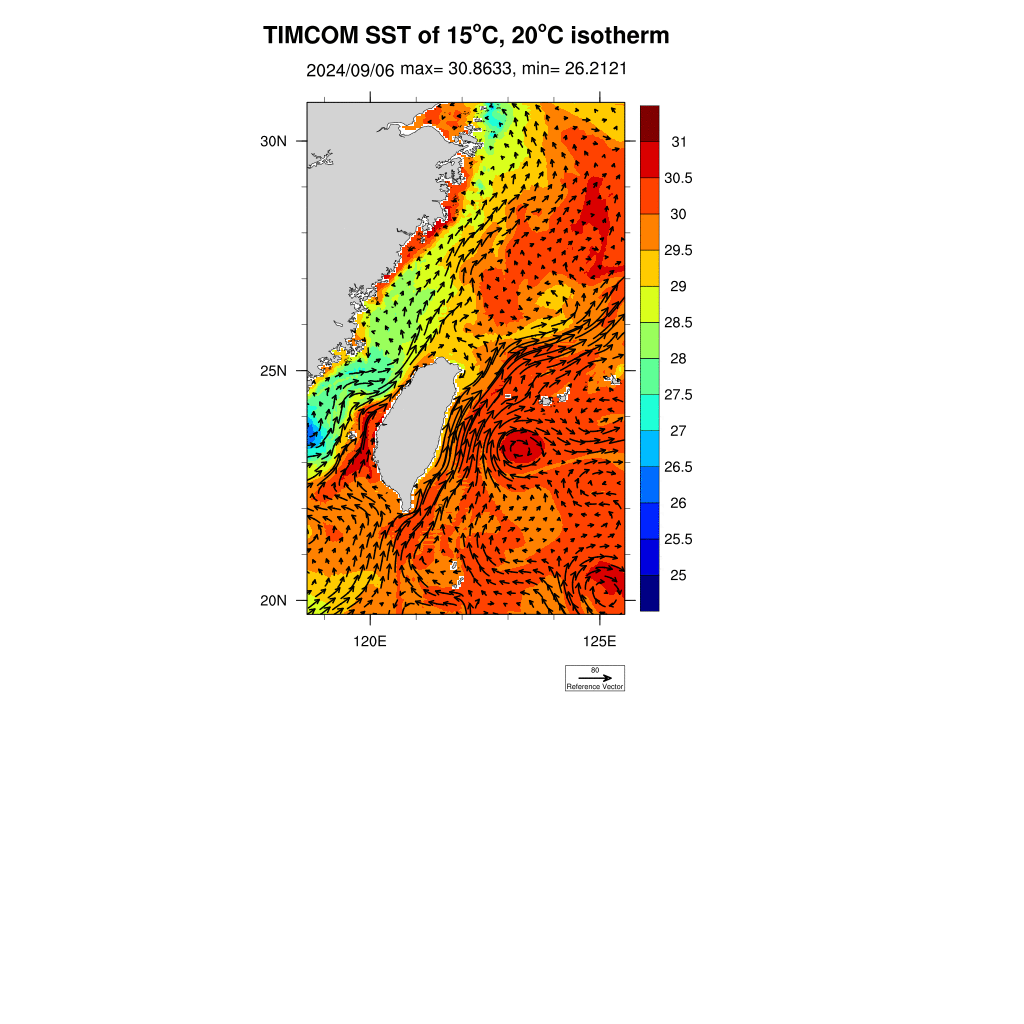 TIMCOM SST of 15°C, 20°C isotherm
2024/09/06 max= 30.8633, min= 26.2121
30N
25N
20N
120E
125E
31
30.5
30
29.5
29
28.5
28
27.5
27
26.5
26
25.5
25
80
Reference Vector